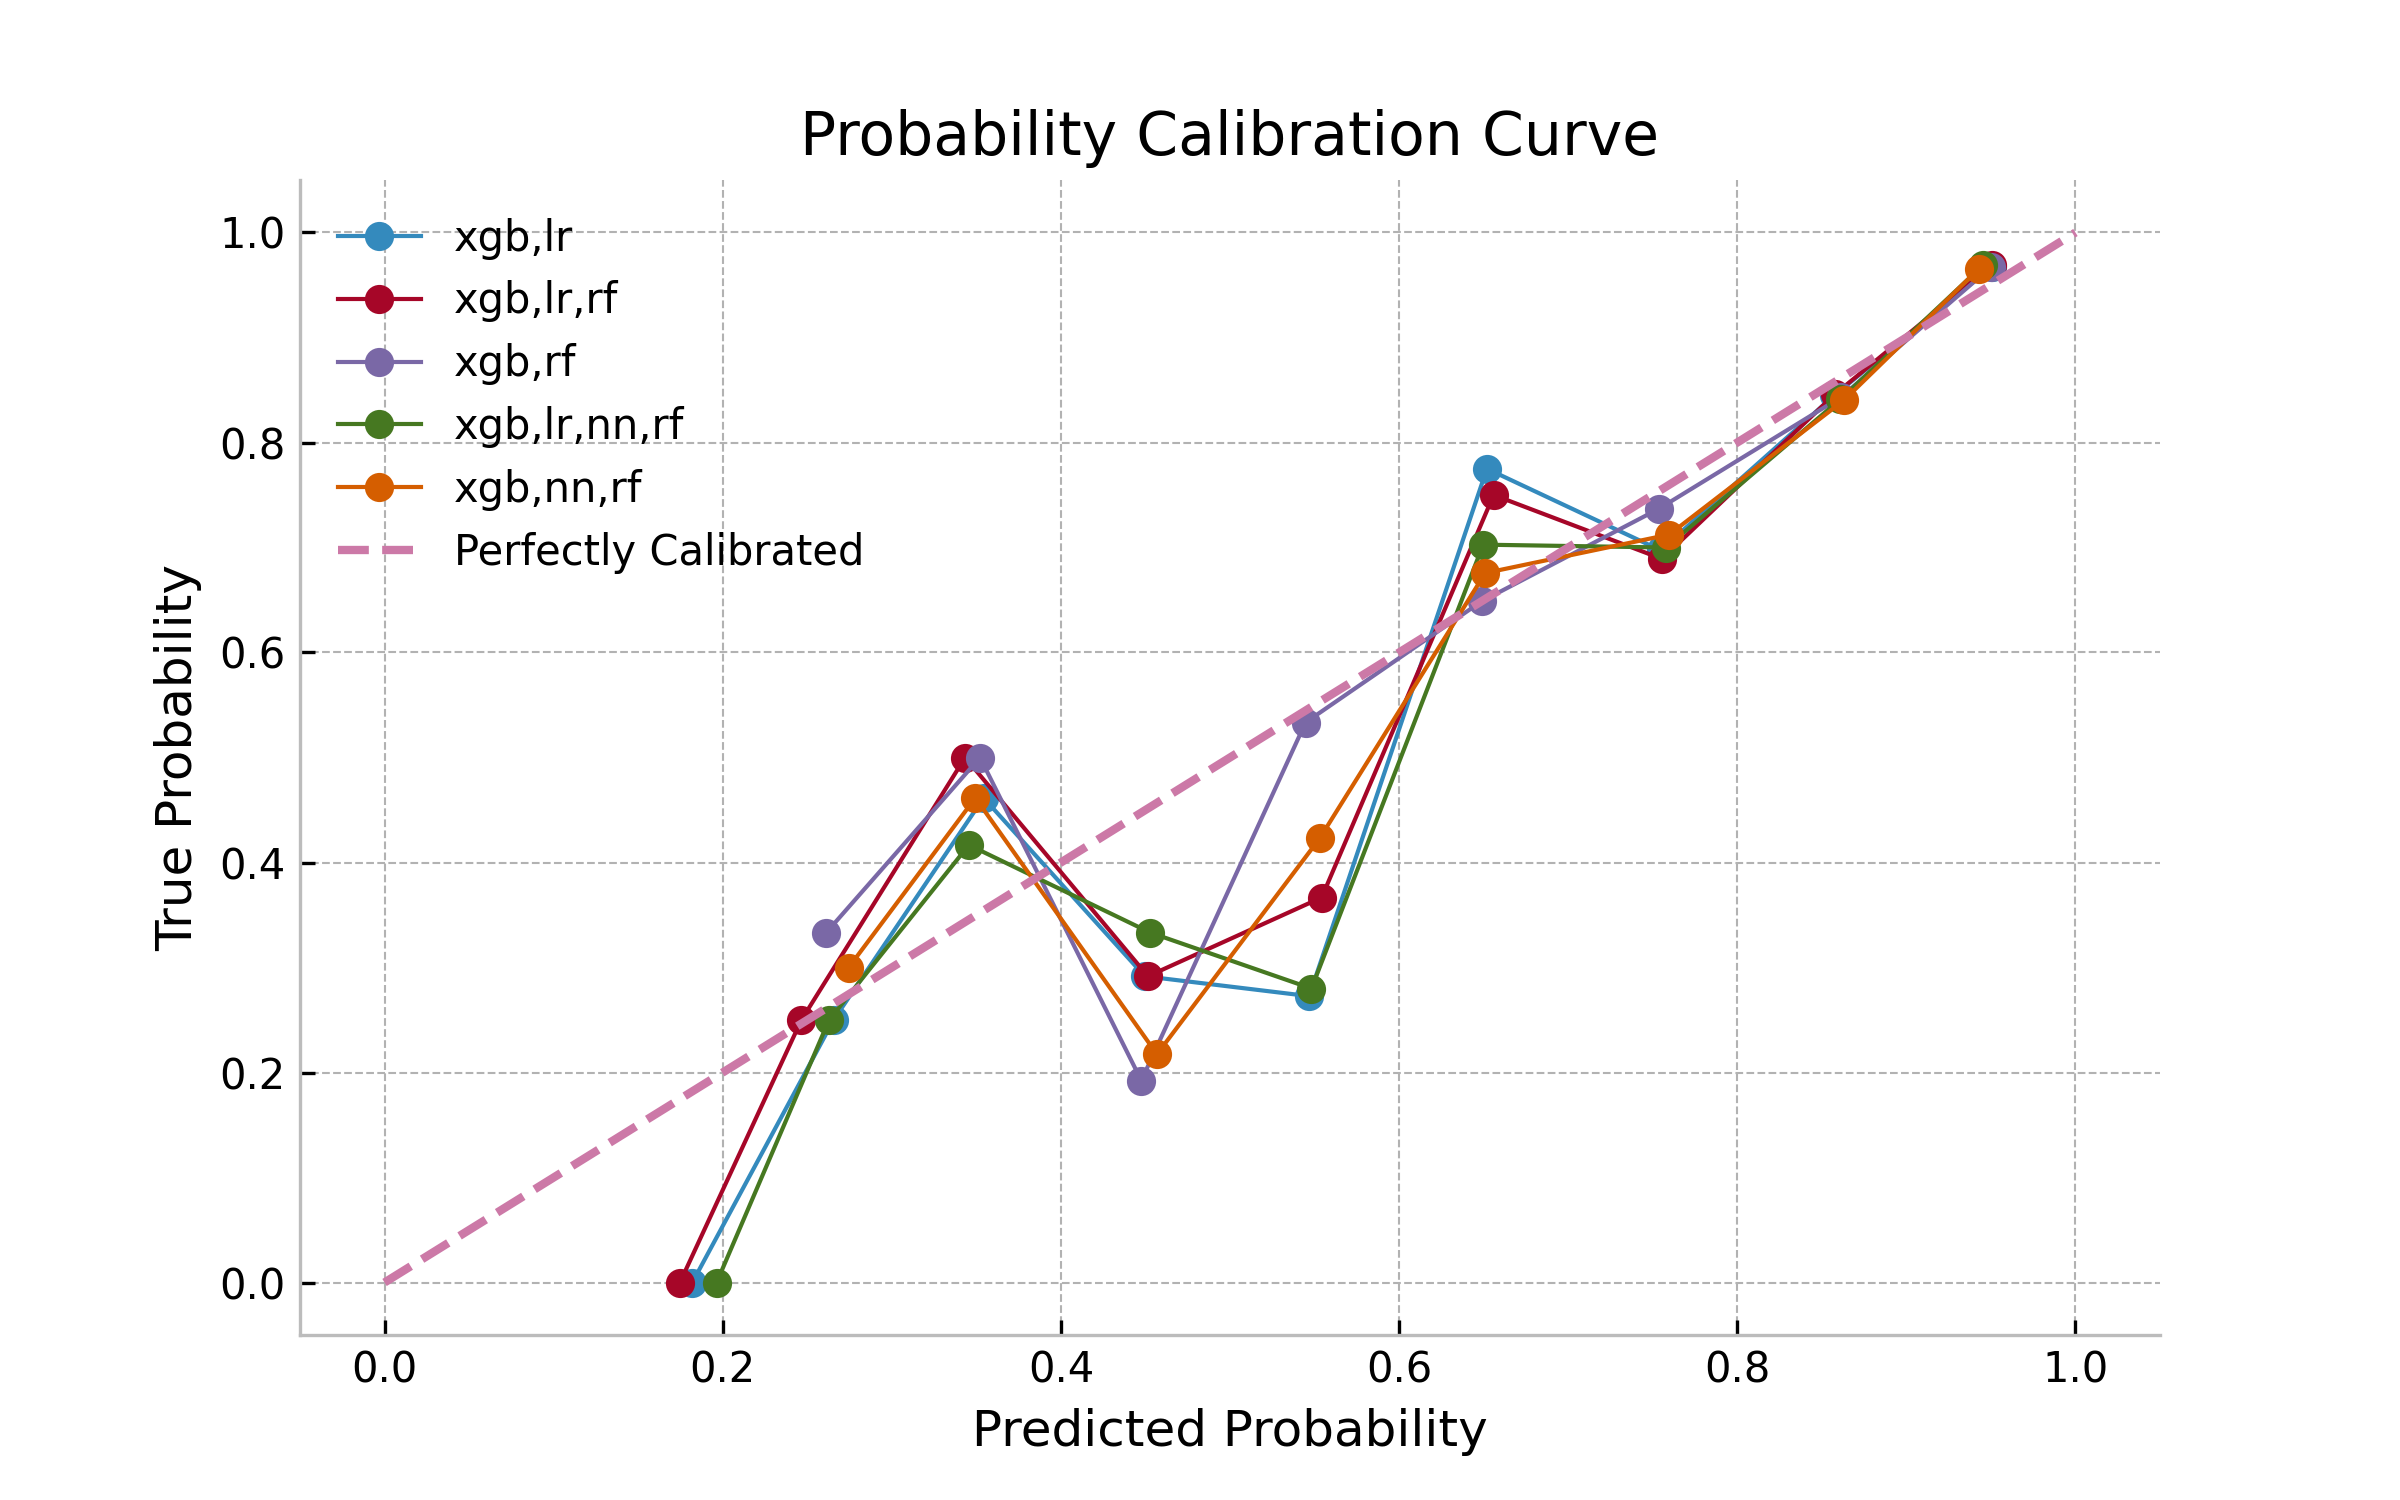 Probability Calibration Curve
xgb,lr
xgb,lr,rf
xgb,rf
xgb,lr,nn,rf
xgb,nn,rf
Perfectly Calibrated
True Probability
1.0
0.8
0.6
0.4
0.2
0.0
0.0 0.2 0.4 0.6 0.8 1.0
Predicted Probability